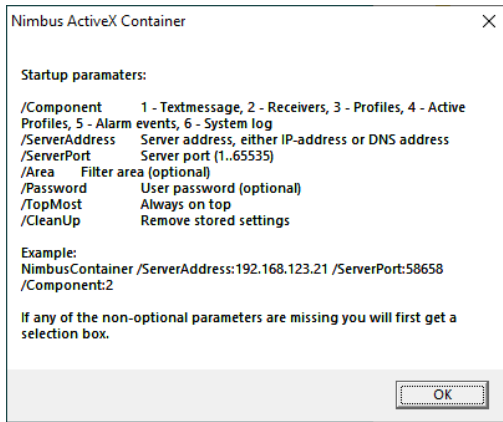 Nimbus ActiveX Container
Startup paramaters:
/Component 1 - Textmessage, 2 - Receivers, 3 - Profiles, 4 - Active
Profiles, 5 - Alarm events, 6 - System log
/ServerAddress Server address, either IP-address or DNS address
/ServerPort Server port (1..65535)
/Area Filter area (optional)
/Password User password (optional)
/TopMost Always on top
/CleanUp Remove stored settings
Example:
NimbusContainer /ServerAddress:192.168.123.21 /ServerPort:58658
/Component:2
If any of the non-optional parameters are missing you will first get a
selection box.
OK